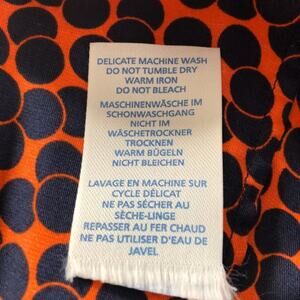 DELICATE MACHINE WASH
DO NOT TUMBLE DRY
WARM IRON
DO NOT BLEACH
MASCHINENWÄSCHE IM
SCHONWASCHGANG
NICHT IM
WÄSCHETROCKNER
TROCKNEN
WARM BÜGELN
NICHT BLEICHEN
LAVAGE EN MACHINE SUR
CYCLE DÉLICAT
NE PAS SÉCHER AU
SÈCHE-LINGE
REPASSER AU FER CHAUD
NE PAS UTILISER D'EAU DE
JAVEL